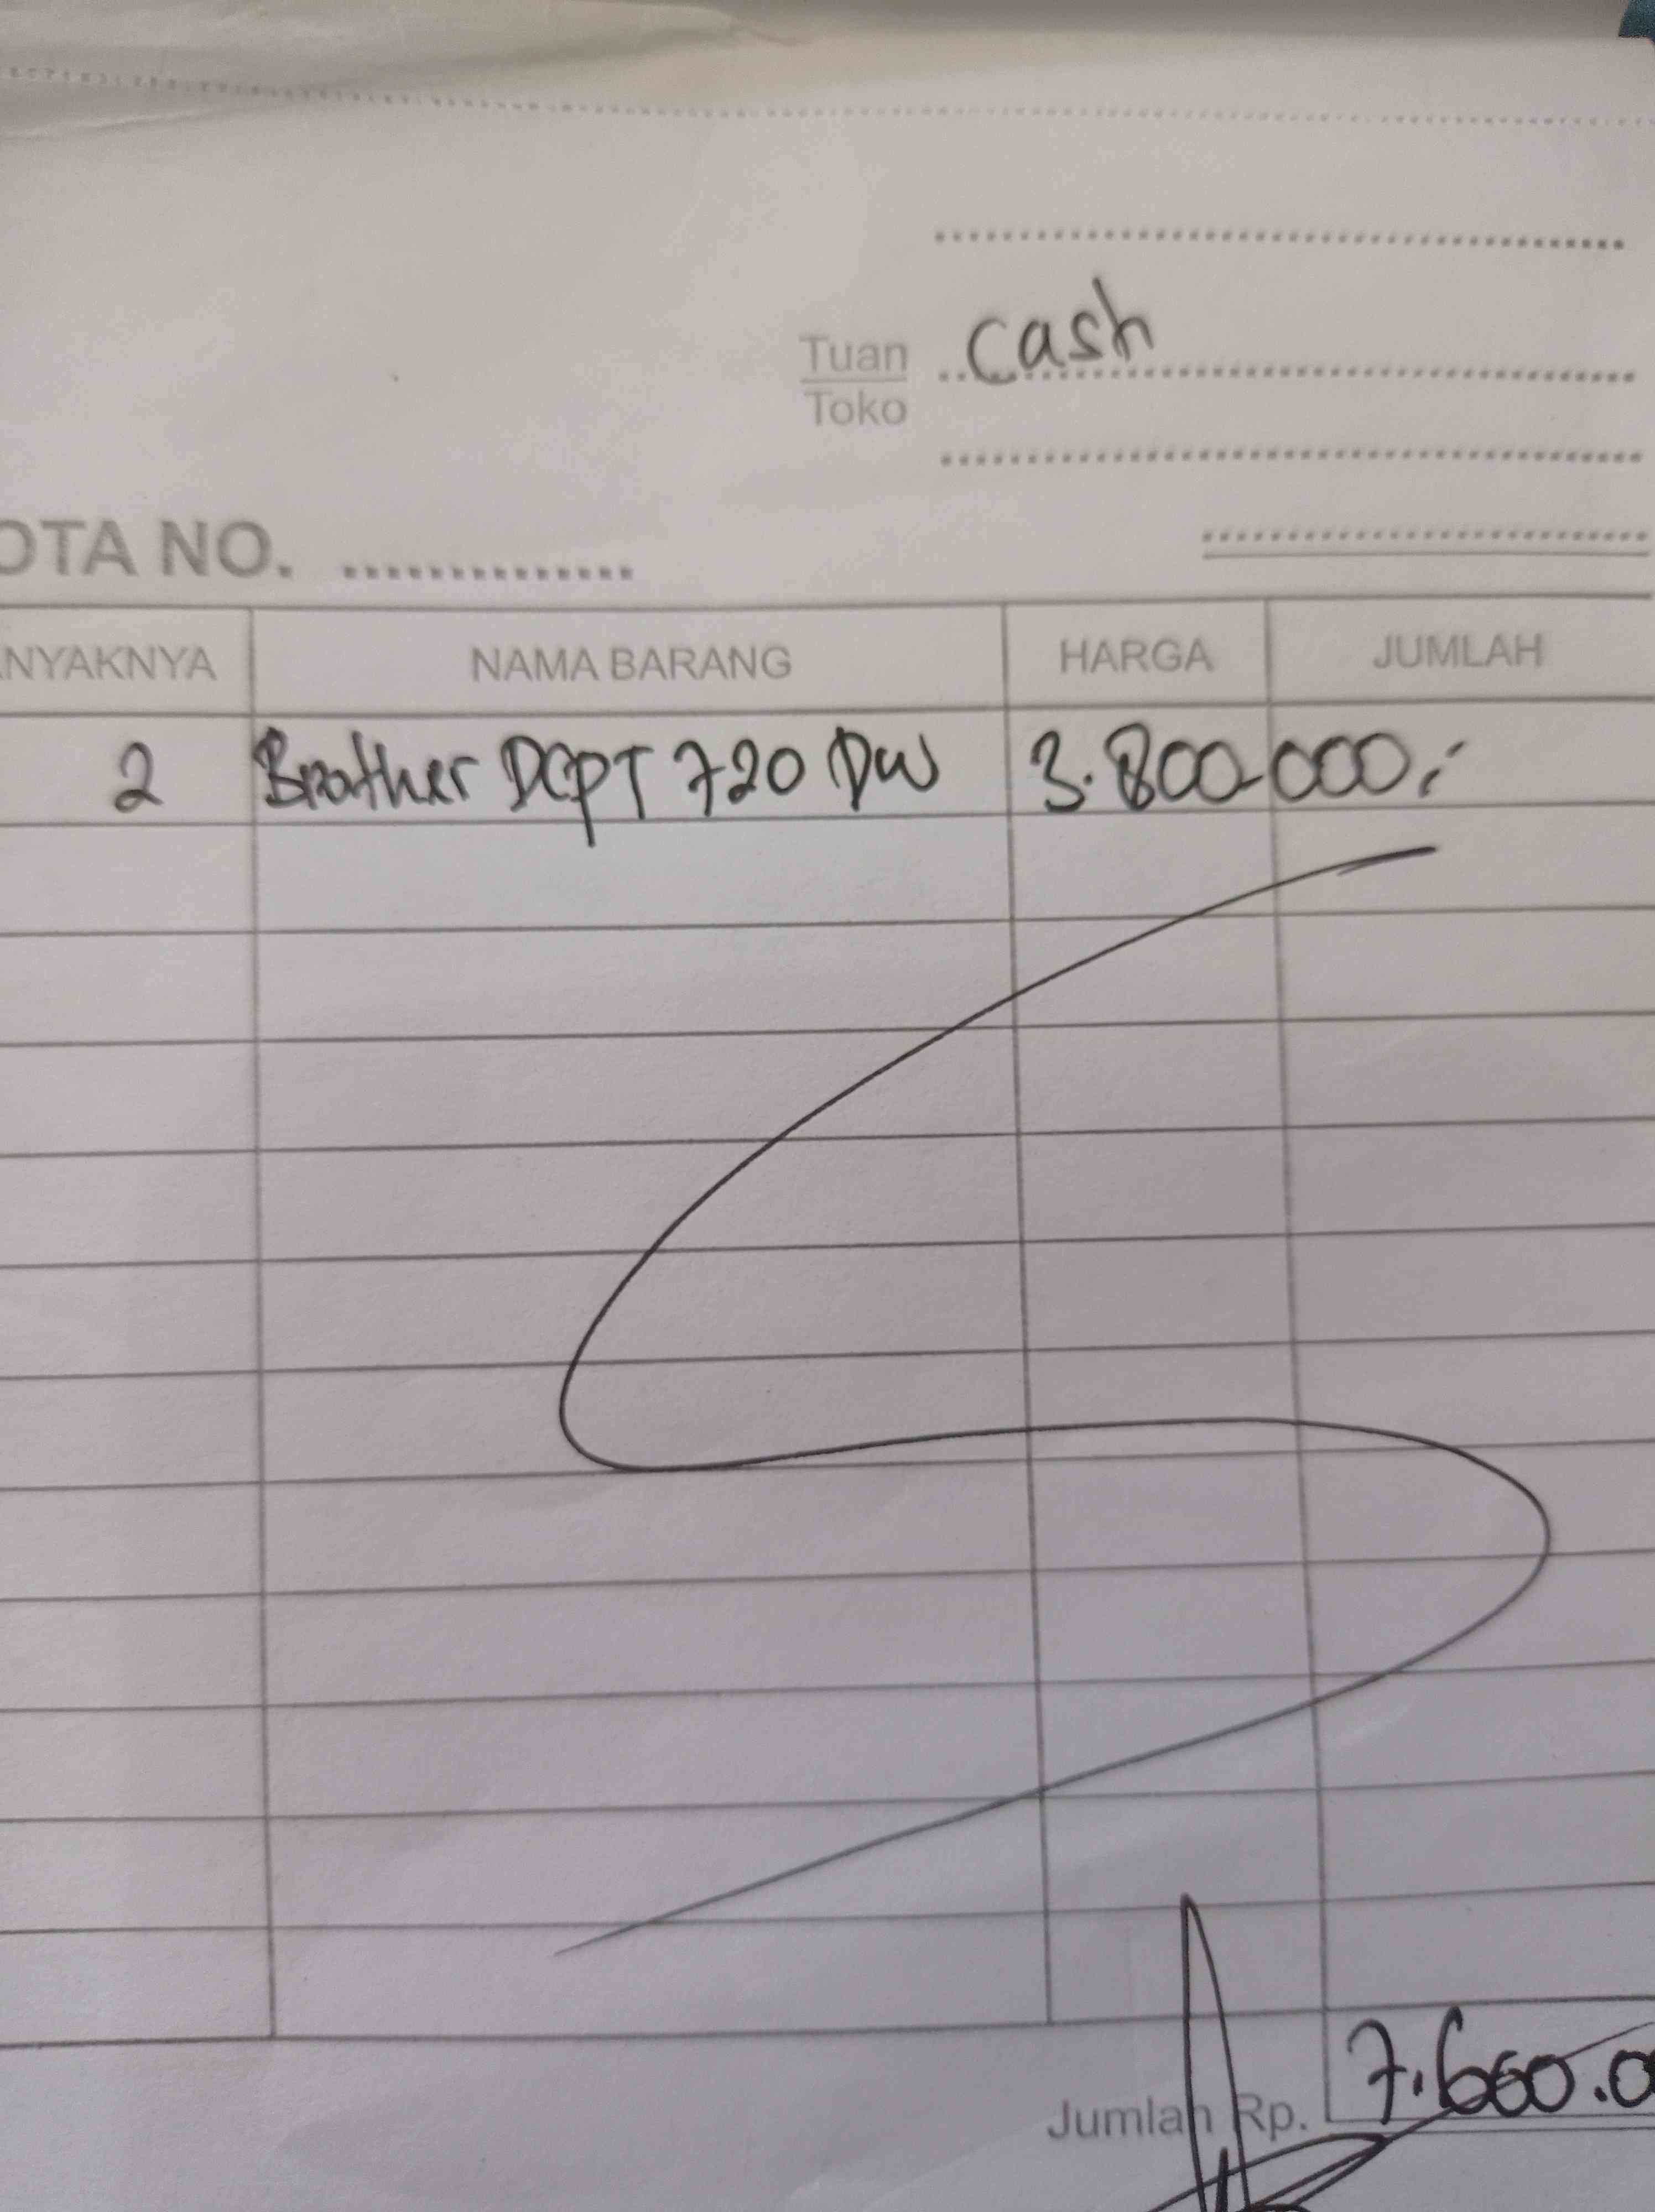 cash
Tuan
Toko
OTA NO. ...............
NYAKNYA NAMA BARANG HARGA JUMLAH
2 Brother DCPT 720 DW 3.800.000,-
Jumlah Rp. 7.600.0